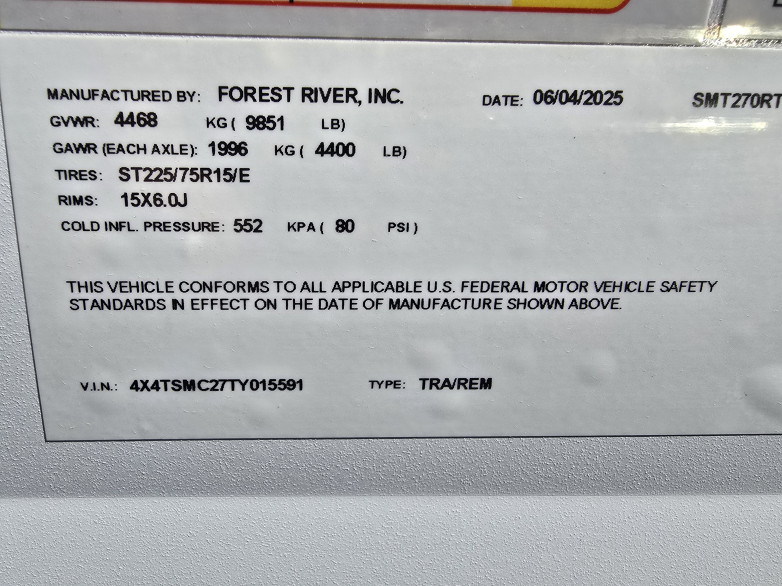 MANUFACTURED BY: FOREST RIVER, INC. DATE: 06/04/2025 SMT270RT
GVWR: 4468 KG ( 9851 LB)
GAWR (EACH AXLE): 1996 KG ( 4400 LB)
TIRES: ST225/75R15/E
RIMS: 15X6.0J
COLD INFL. PRESSURE: 552 KPA ( 80 PSI )
THIS VEHICLE CONFORMS TO ALL APPLICABLE U.S. FEDERAL MOTOR VEHICLE SAFETY
STANDARDS IN EFFECT ON THE DATE OF MANUFACTURE SHOWN ABOVE.
V.I.N.: 4X4TSMC27TY015591 TYPE: TRA/REM